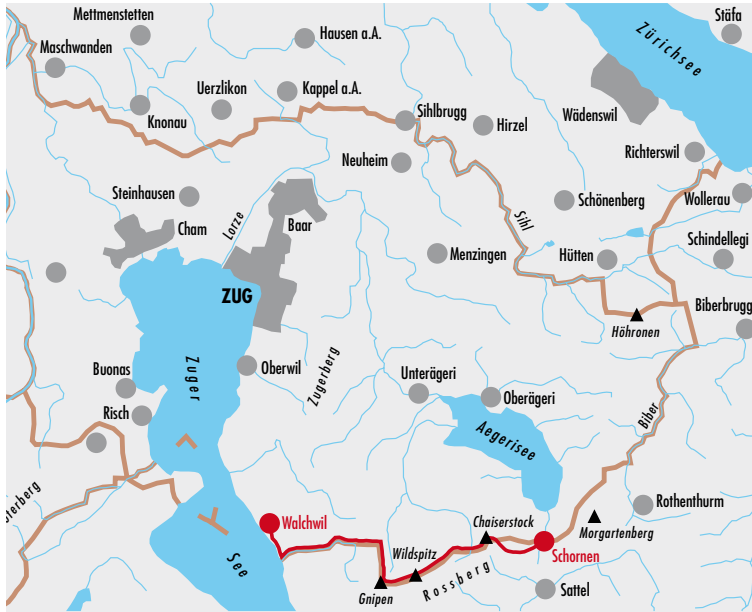 Mettmenstetten
Hausen a.A.
Stäfa
Maschwanden
Zürichsee
Uerzlikon
Kappel a.A.
Wädenswil
Knonau
Sihlbrugg
Hirzel
Neuheim
Richterswil
Steinhausen
Sihl
Schönenberg
Wollerau
Cham
Lorze
Baar
Menzingen
Hütten
Schindellegi
ZUG
Biberbrugg
Höhronen
Zuger
Oberwil
Zugerberg
Buonas
Unterägeri
Oberägeri
Risch
Aegerisee
Biber
Rothenthurm
Walchwil
Chaiserstock
Morgartenberg
See
Wildspitz
Schornen
Rossberg
Gnipen
Sattel